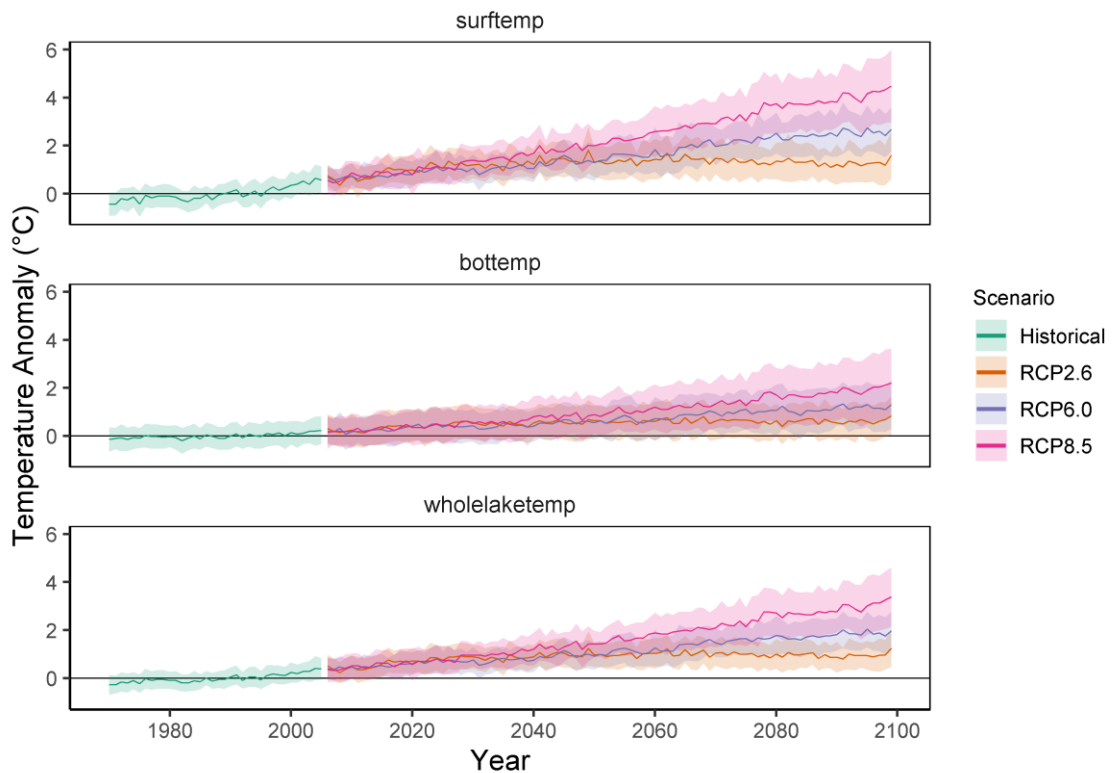 surftemp
6
4
2
0
bottemp
6
4
2
0
wholelaketemp
6
4
2
0
1980 2000 2020 2040 2060 2080 2100
Year
Temperature Anomaly (°C)
Scenario
Historical
RCP2.6
RCP6.0
RCP8.5